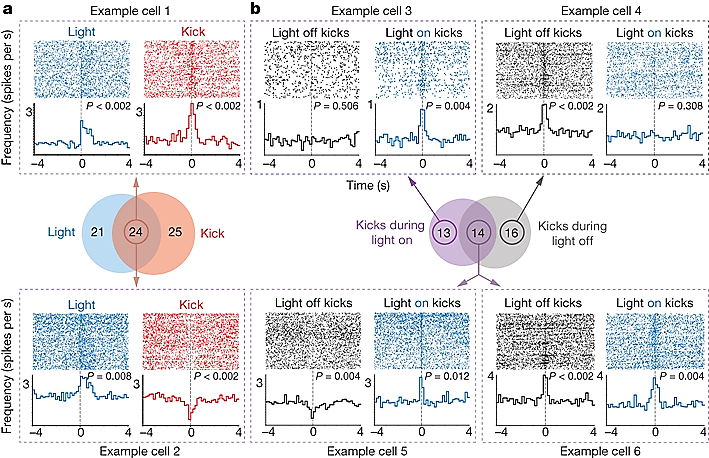 a
Example cell 1
b
Example cell 3
Example cell 4
Frequency (spikes per s)
Light
Kick
Light off kicks
Light on kicks
Light off kicks
Light on kicks
3
P < 0.002
3
P < 0.002
1
P = 0.506
1
P = 0.004
2
P < 0.002
2
P = 0.308
−4 0 4
−4 0 4
−4 0 4
−4 0 4
−4 0 4
−4 0 4
Time (s)
Light
21
24
25
Kick
Kicks during
light on
13
14
16
Kicks during
light off
Frequency (spikes per s)
Light
Kick
Light off kicks
Light on kicks
Light off kicks
Light on kicks
3
P = 0.008
3
P < 0.002
3
P = 0.004
3
P = 0.012
4
P < 0.002
4
P = 0.004
−4 0 4
−4 0 4
−4 0 4
−4 0 4
−4 0 4
−4 0 4
Example cell 2
Example cell 5
Example cell 6